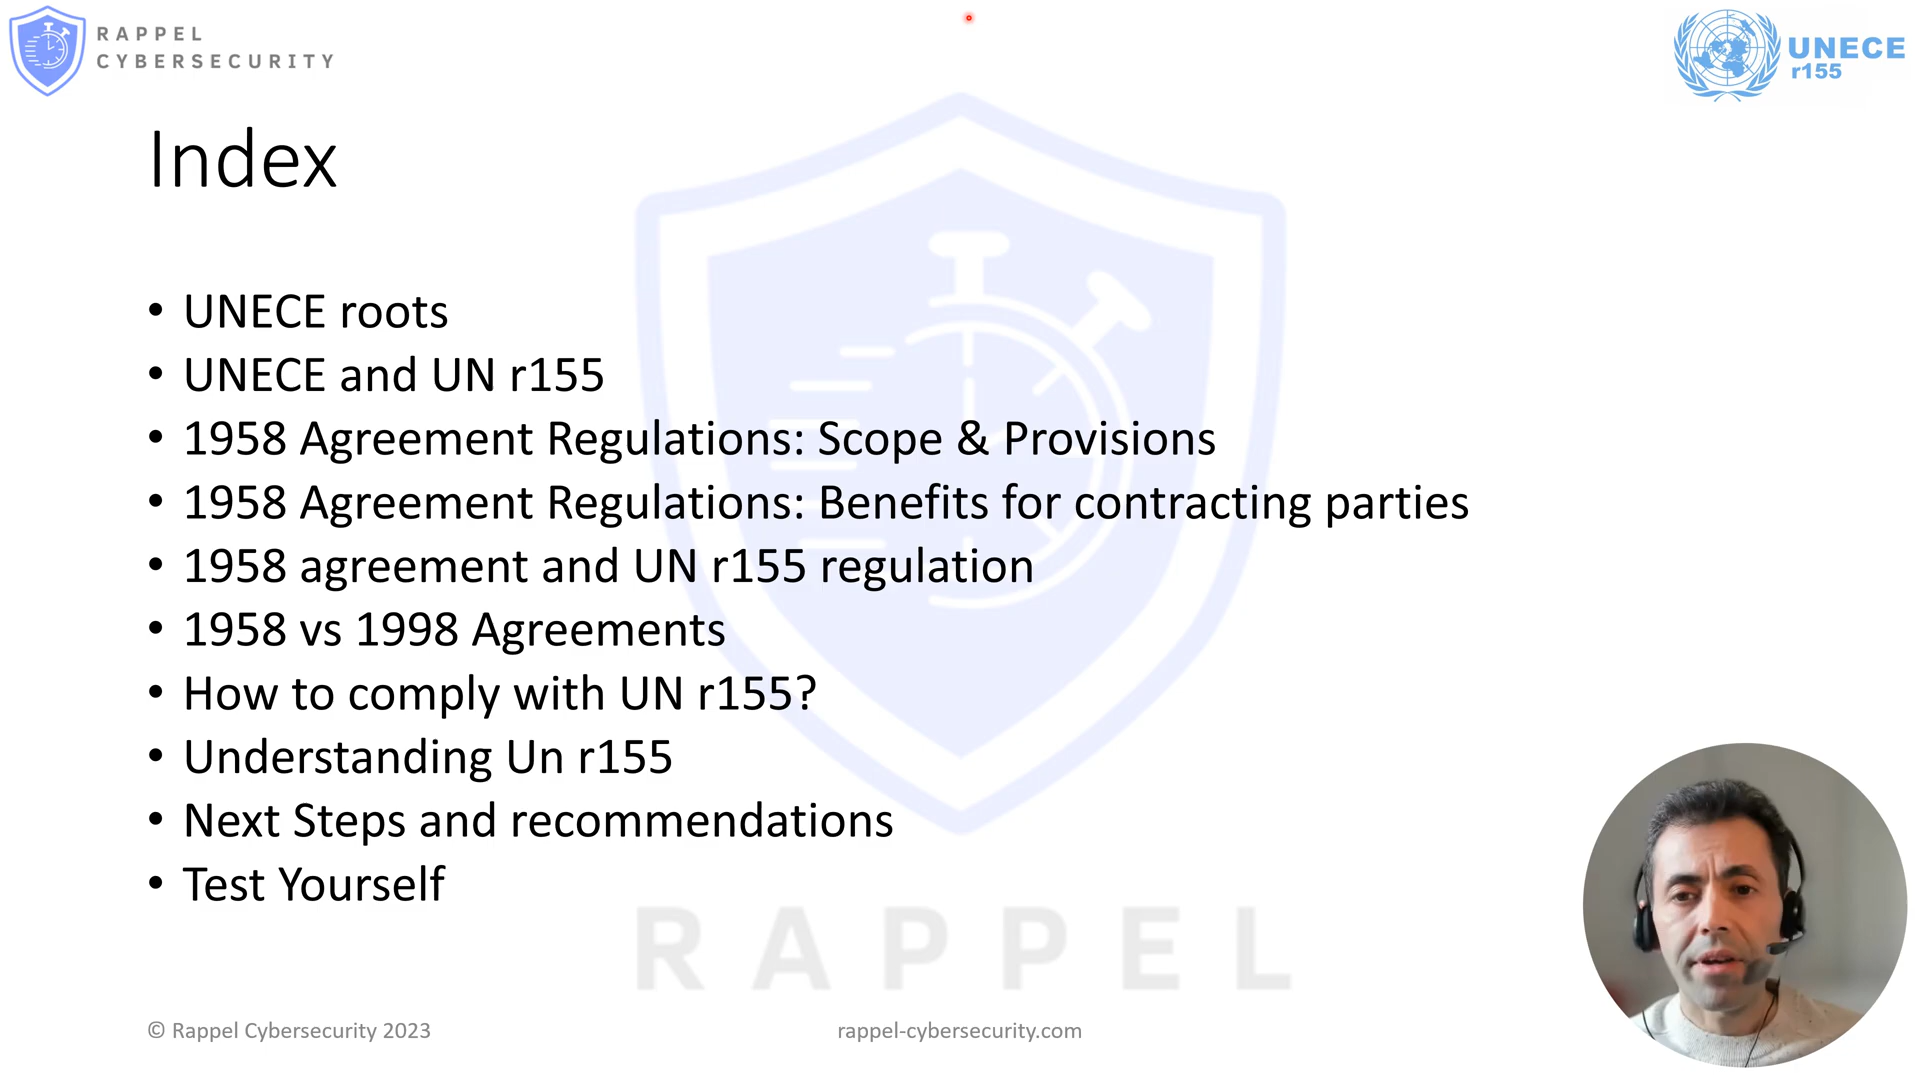 RAPPEL
CYBERSECURITY
UNECE
r155
Index
• UNECE roots
• UNECE and UN r155
• 1958 Agreement Regulations: Scope & Provisions
• 1958 Agreement Regulations: Benefits for contracting parties
• 1958 agreement and UN r155 regulation
• 1958 vs 1998 Agreements
• How to comply with UN r155?
• Understanding Un r155
• Next Steps and recommendations
• Test Yourself
RAPPEL
© Rappel Cybersecurity 2023
rappel-cybersecurity.com